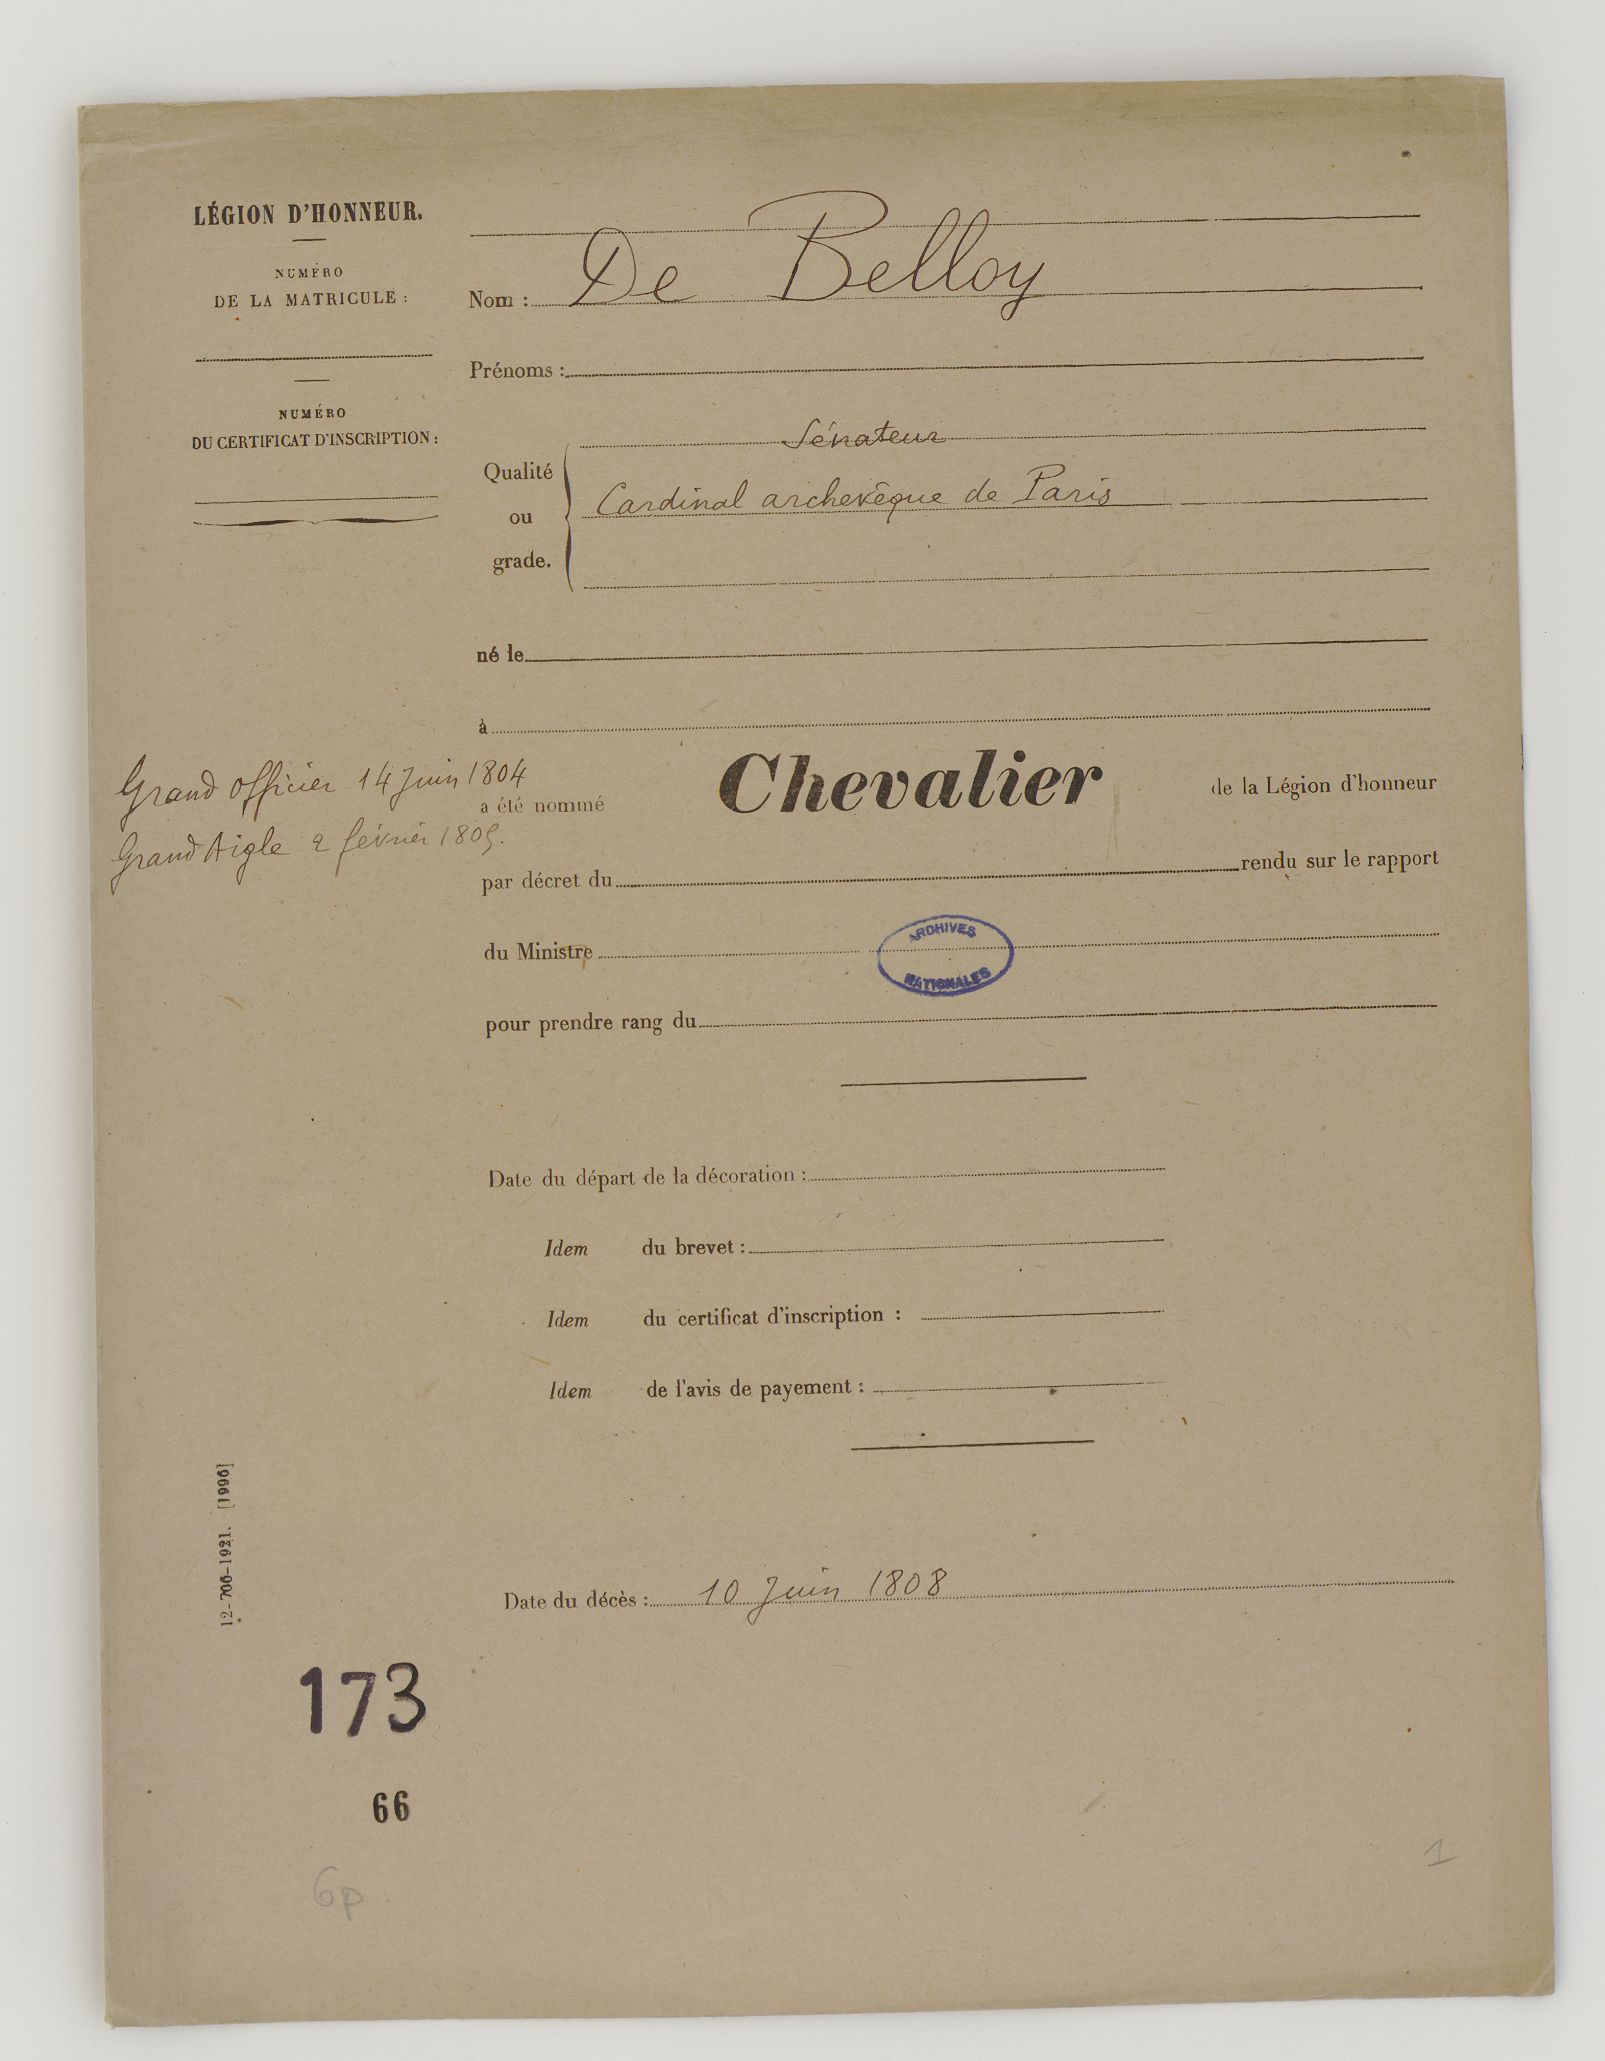 LÉGION D'HONNEUR.
NUMÉRO
DE LA MATRICULE :
NUMÉRO
DU CERTIFICAT D'INSCRIPTION :
Nom : De Belloy
Prénoms :
Qualité
ou
grade.
Sénateur
Cardinal archevêque de Paris
né le
à
Grand officier 14 Juin 1804
Grand Aigle 2 février 1805.
a été nommé Chevalier de la Légion d'honneur
par décret du rendu sur le rapport
du Ministre
ARCHIVES
NATIONALES
pour prendre rang du
Date du départ de la décoration :
Idem du brevet :
Idem du certificat d'inscription :
Idem de l'avis de payement :
12-706-1921. [1996]
Date du décès : 10 Juin 1808
173
66
6p
1